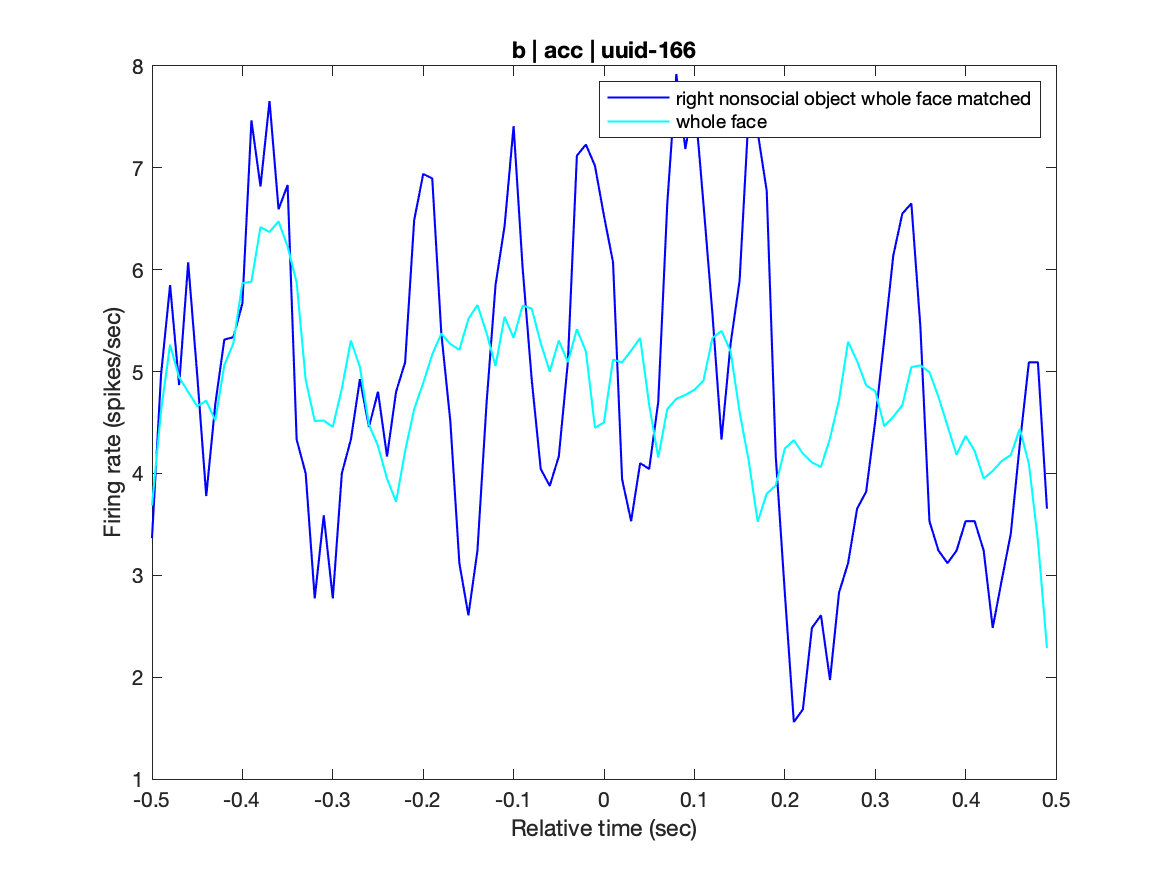 b | acc | uuid-166
right nonsocial object whole face matched
whole face
Firing rate (spikes/sec)
8
7
6
5
4
3
2
1
-0.5 -0.4 -0.3 -0.2 -0.1 0 0.1 0.2 0.3 0.4 0.5
Relative time (sec)